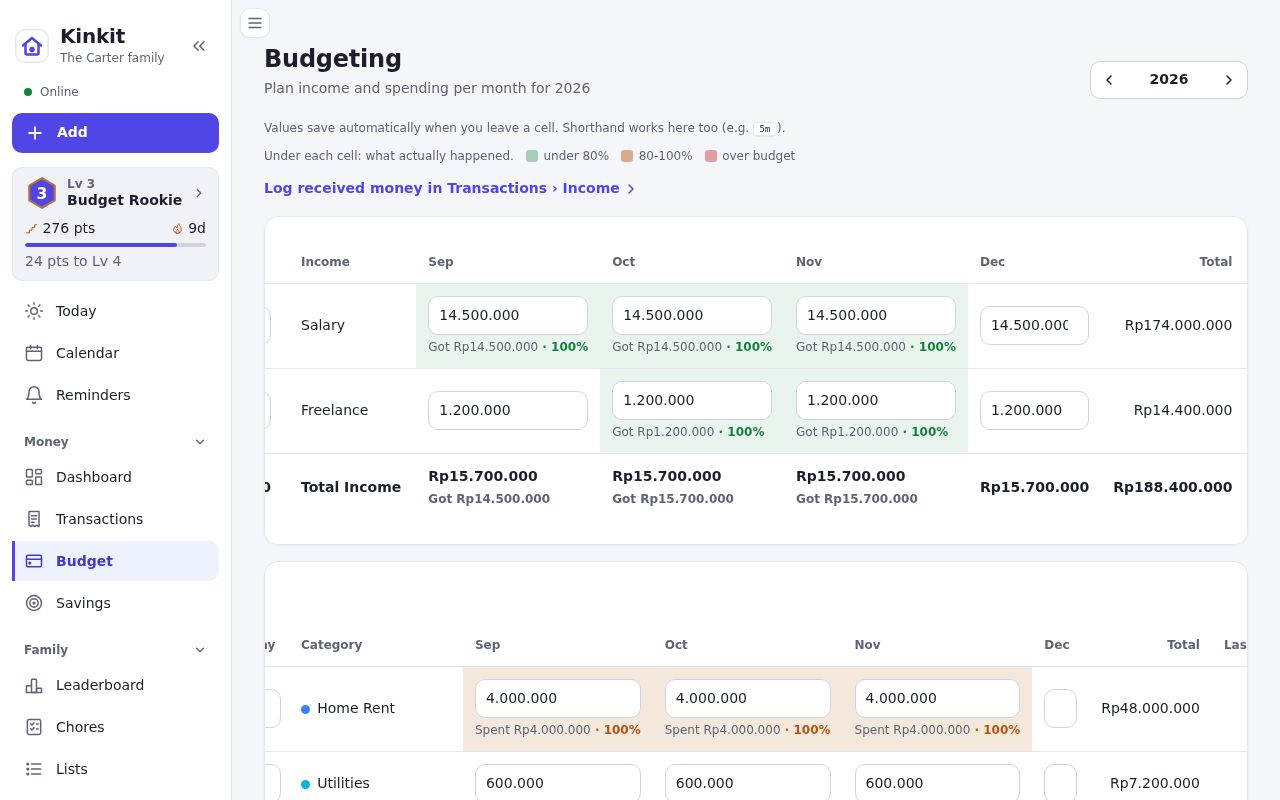 Kinkit
The Carter family
Online
Add
3
Lv 3
Budget Rookie
276 pts
9d
24 pts to Lv 4
Today
Calendar
Reminders
Money
Dashboard
Transactions
Budget
Savings
Family
Leaderboard
Chores
Lists
Budgeting
Plan income and spending per month for 2026
2026
Values save automatically when you leave a cell. Shorthand works here too (e.g. 5m ).
Under each cell: what actually happened. under 80% 80-100% over budget
Log received money in Transactions › Income
Income Sep Oct Nov Dec Total
Salary 14.500.000 14.500.000 14.500.000 14.500.000 Rp174.000.000
Got Rp14.500.000 · 100% Got Rp14.500.000 · 100% Got Rp14.500.000 · 100%
Freelance 1.200.000 1.200.000 1.200.000 1.200.000 Rp14.400.000
Got Rp1.200.000 · 100% Got Rp1.200.000 · 100%
Total Income Rp15.700.000 Rp15.700.000 Rp15.700.000 Rp15.700.000 Rp188.400.000
Got Rp14.500.000 Got Rp15.700.000 Got Rp15.700.000
Category Sep Oct Nov Dec Total Las
Home Rent 4.000.000 4.000.000 4.000.000 Rp48.000.000
Spent Rp4.000.000 · 100% Spent Rp4.000.000 · 100% Spent Rp4.000.000 · 100%
Utilities 600.000 600.000 600.000 Rp7.200.000